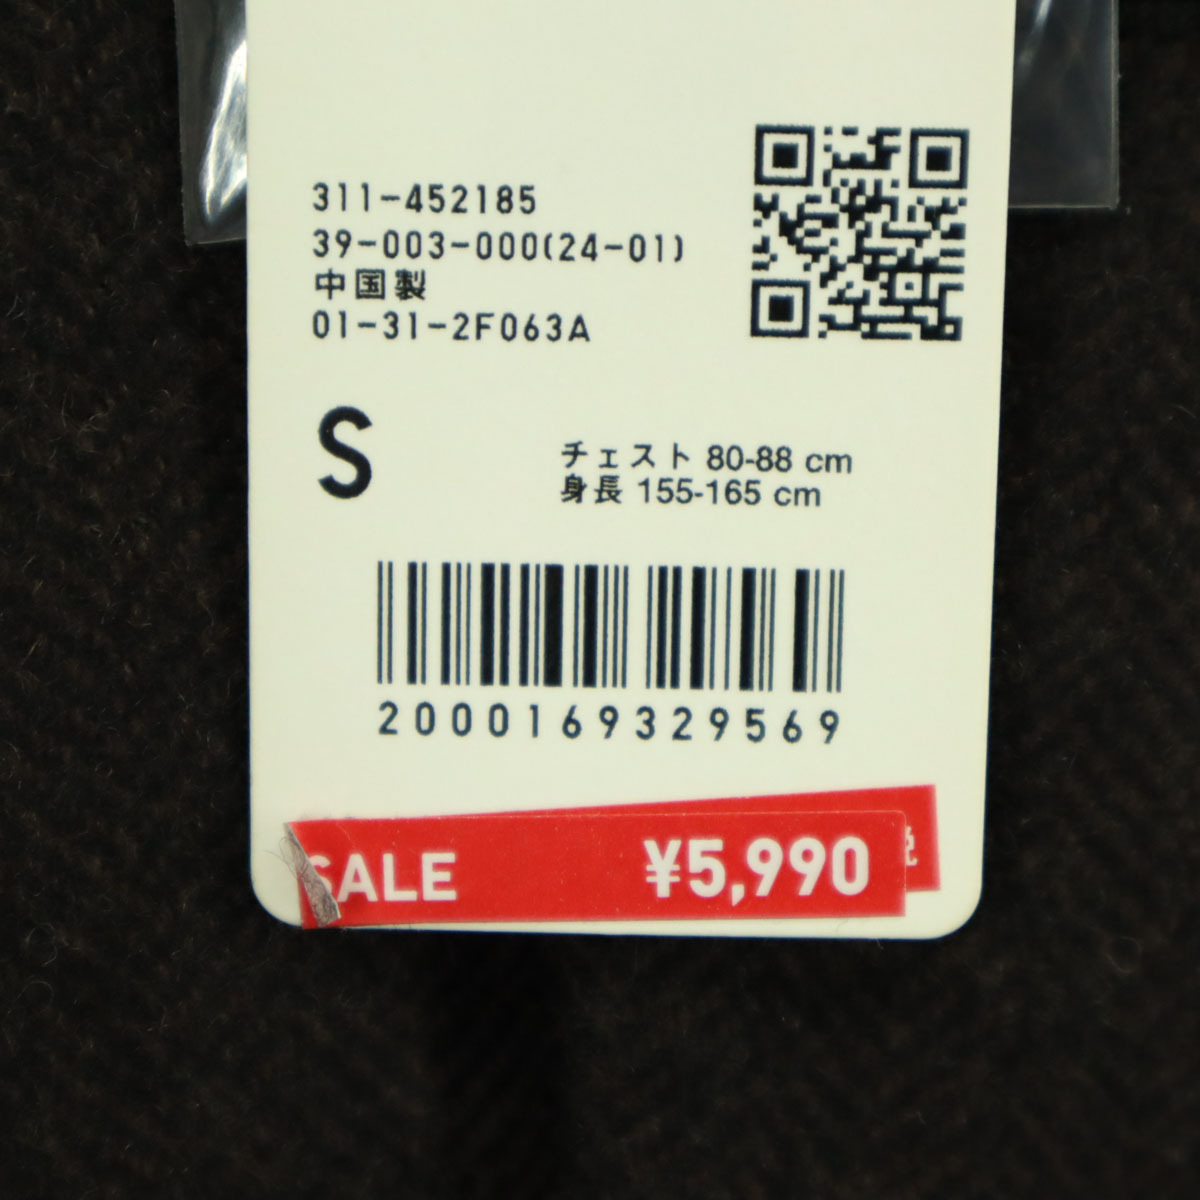 311-452185
39-003-000(24-01)
中国製
01-31-2F063A
S
チェスト 80-88 cm
身長 155-165 cm
2000169329569
SALE ¥5,990